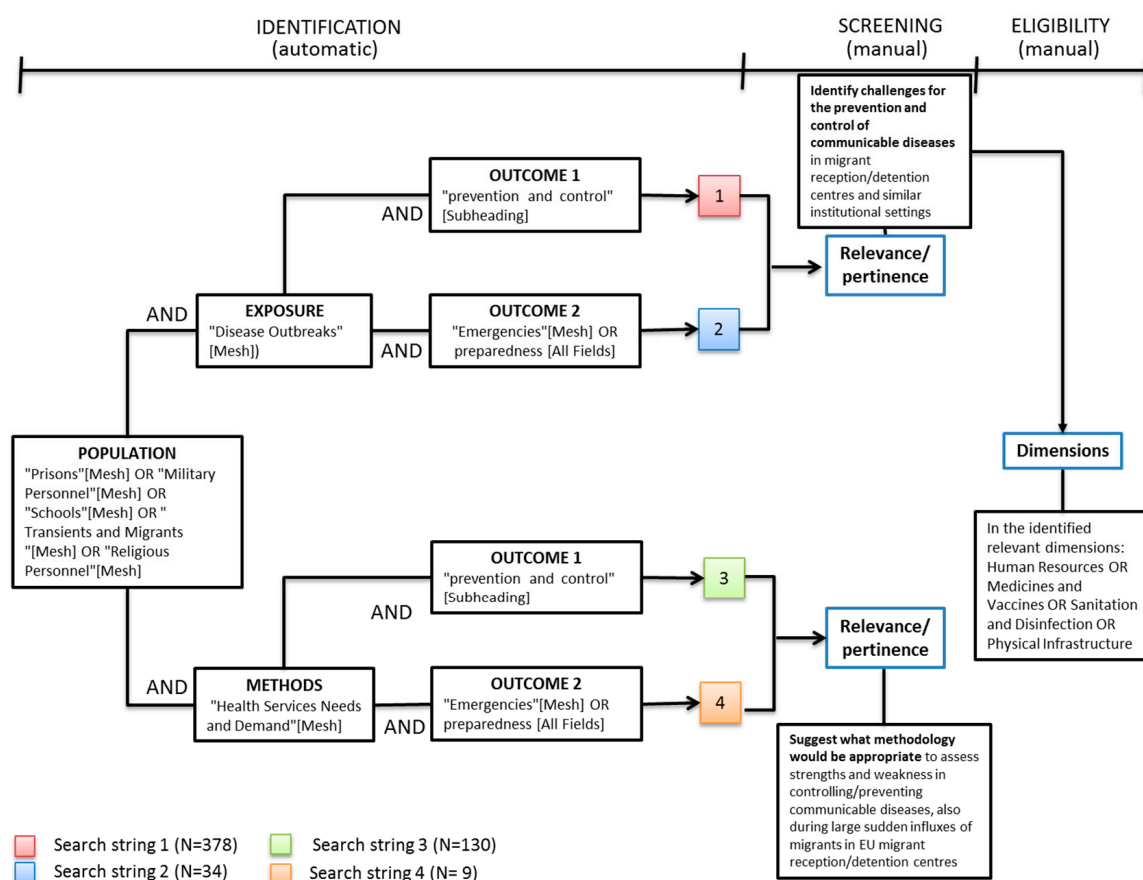 IDENTIFICATION
(automatic)
SCREENING
(manual)
ELIGIBILITY
(manual)
Identify challenges for
the prevention and
control of
communicable diseases
in migrant
reception/detention
centres and similar
institutional settings
OUTCOME 1
"prevention and control"
[Subheading]
AND
1
Relevance/
pertinence
AND
EXPOSURE
"Disease Outbreaks"
[Mesh])
AND
OUTCOME 2
"Emergencies"[Mesh] OR
preparedness [All Fields]
2
POPULATION
"Prisons"[Mesh] OR "Military
Personnel"[Mesh] OR
"Schools"[Mesh] OR "
Transients and Migrants
"[Mesh] OR "Religious
Personnel"[Mesh]
Dimensions
In the identified
relevant dimensions:
Human Resources OR
Medicines and
Vaccines OR Sanitation
and Disinfection OR
Physical Infrastructure
OUTCOME 1
"prevention and control"
[Subheading]
AND
3
Relevance/
pertinence
AND
METHODS
"Health Services Needs
and Demand"[Mesh]
AND
OUTCOME 2
"Emergencies"[Mesh] OR
preparedness [All Fields]
4
Suggest what methodology
would be appropriate to assess
strengths and weakness in
controlling/preventing
communicable diseases, also
during large sudden influxes of
migrants in EU migrant
reception/detention centres
Search string 1 (N=378)
Search string 2 (N=34)
Search string 3 (N=130)
Search string 4 (N= 9)